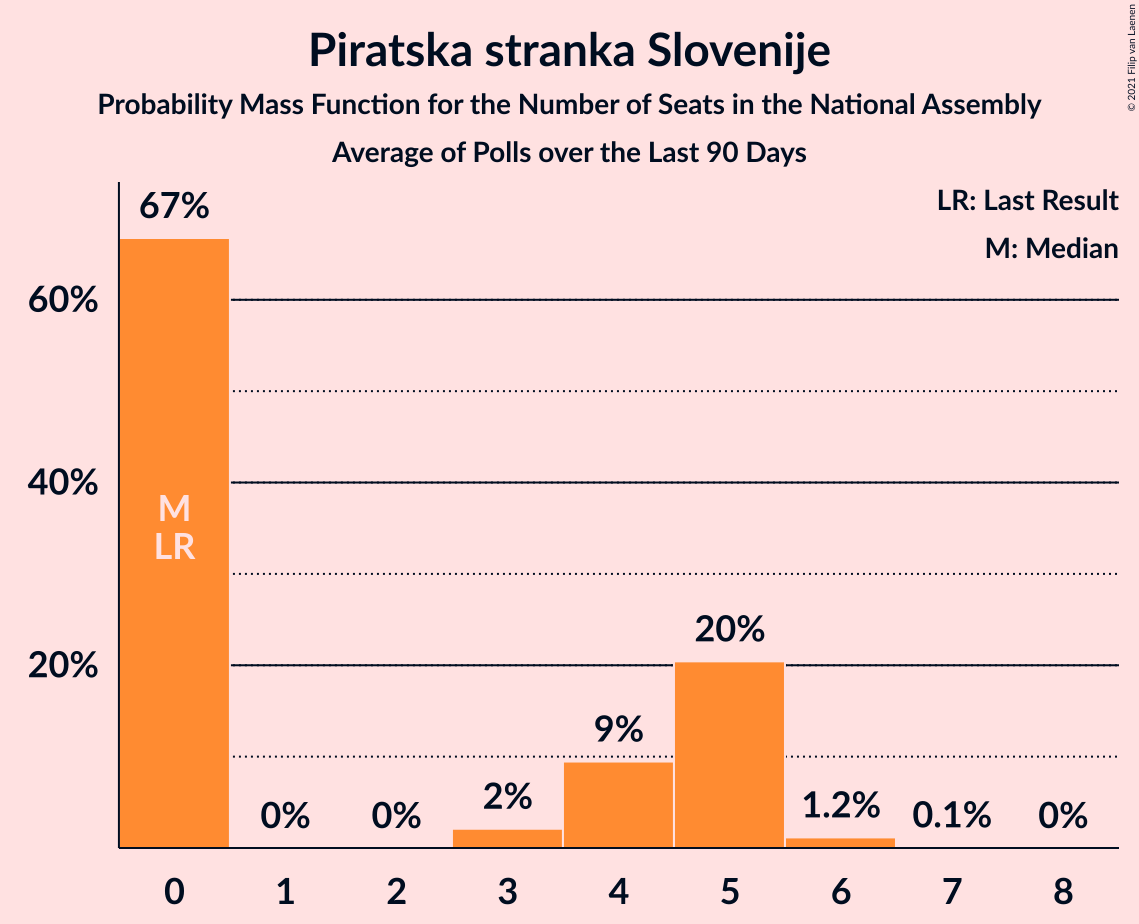 Piratska stranka Slovenije
Probability Mass Function for the Number of Seats in the National Assembly
Average of Polls over the Last 90 Days
© 2021 Filip van Laenen
LR: Last Result
M: Median
67%
60%
40%
20%
M
LR
0%
0%
2%
9%
20%
1.2%
0.1%
0%
0 1 2 3 4 5 6 7 8